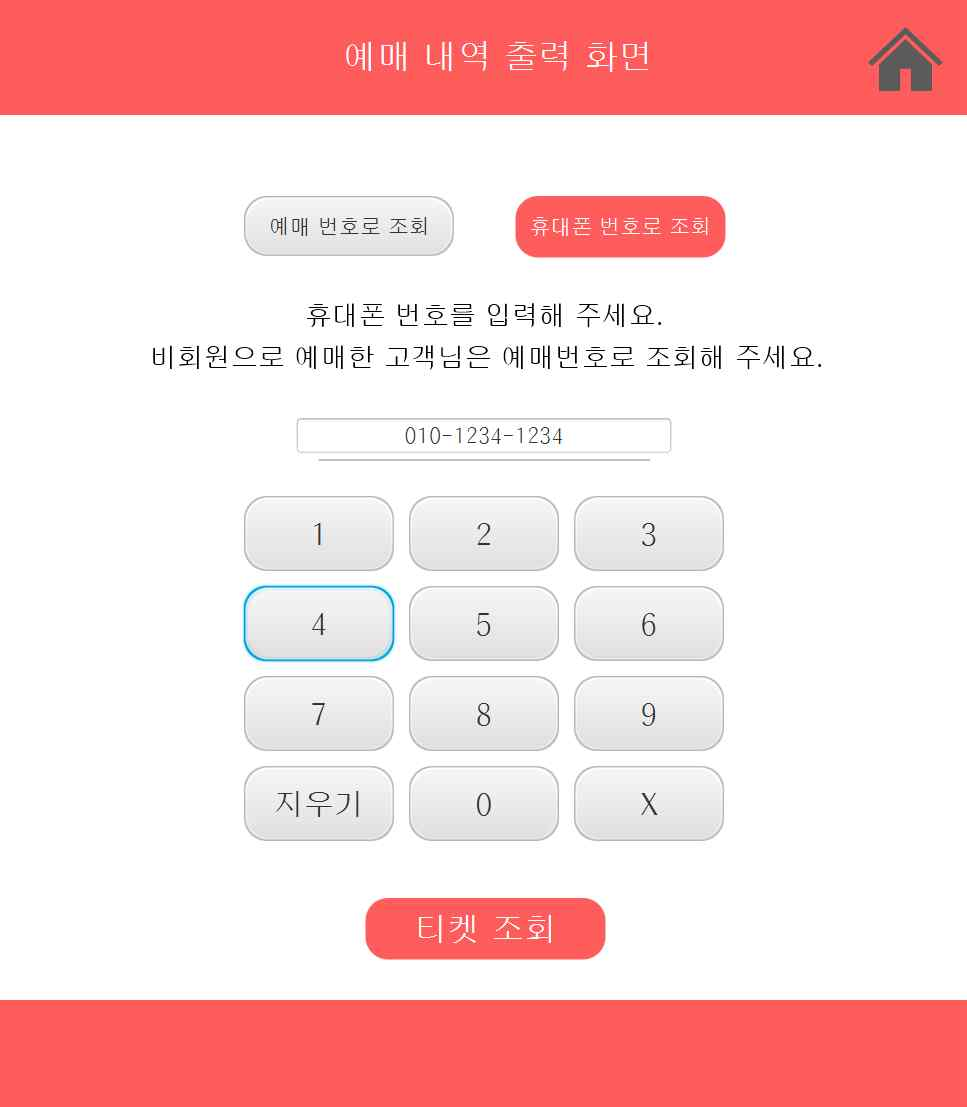 예매 내역 출력 화면
예매 번호로 조회 휴대폰 번호로 조회
휴대폰 번호를 입력해 주세요.
비회원으로 예매한 고객님은 예매번호로 조회해 주세요.
010-1234-1234
1 2 3
4 5 6
7 8 9
지우기 0 X
티켓 조회